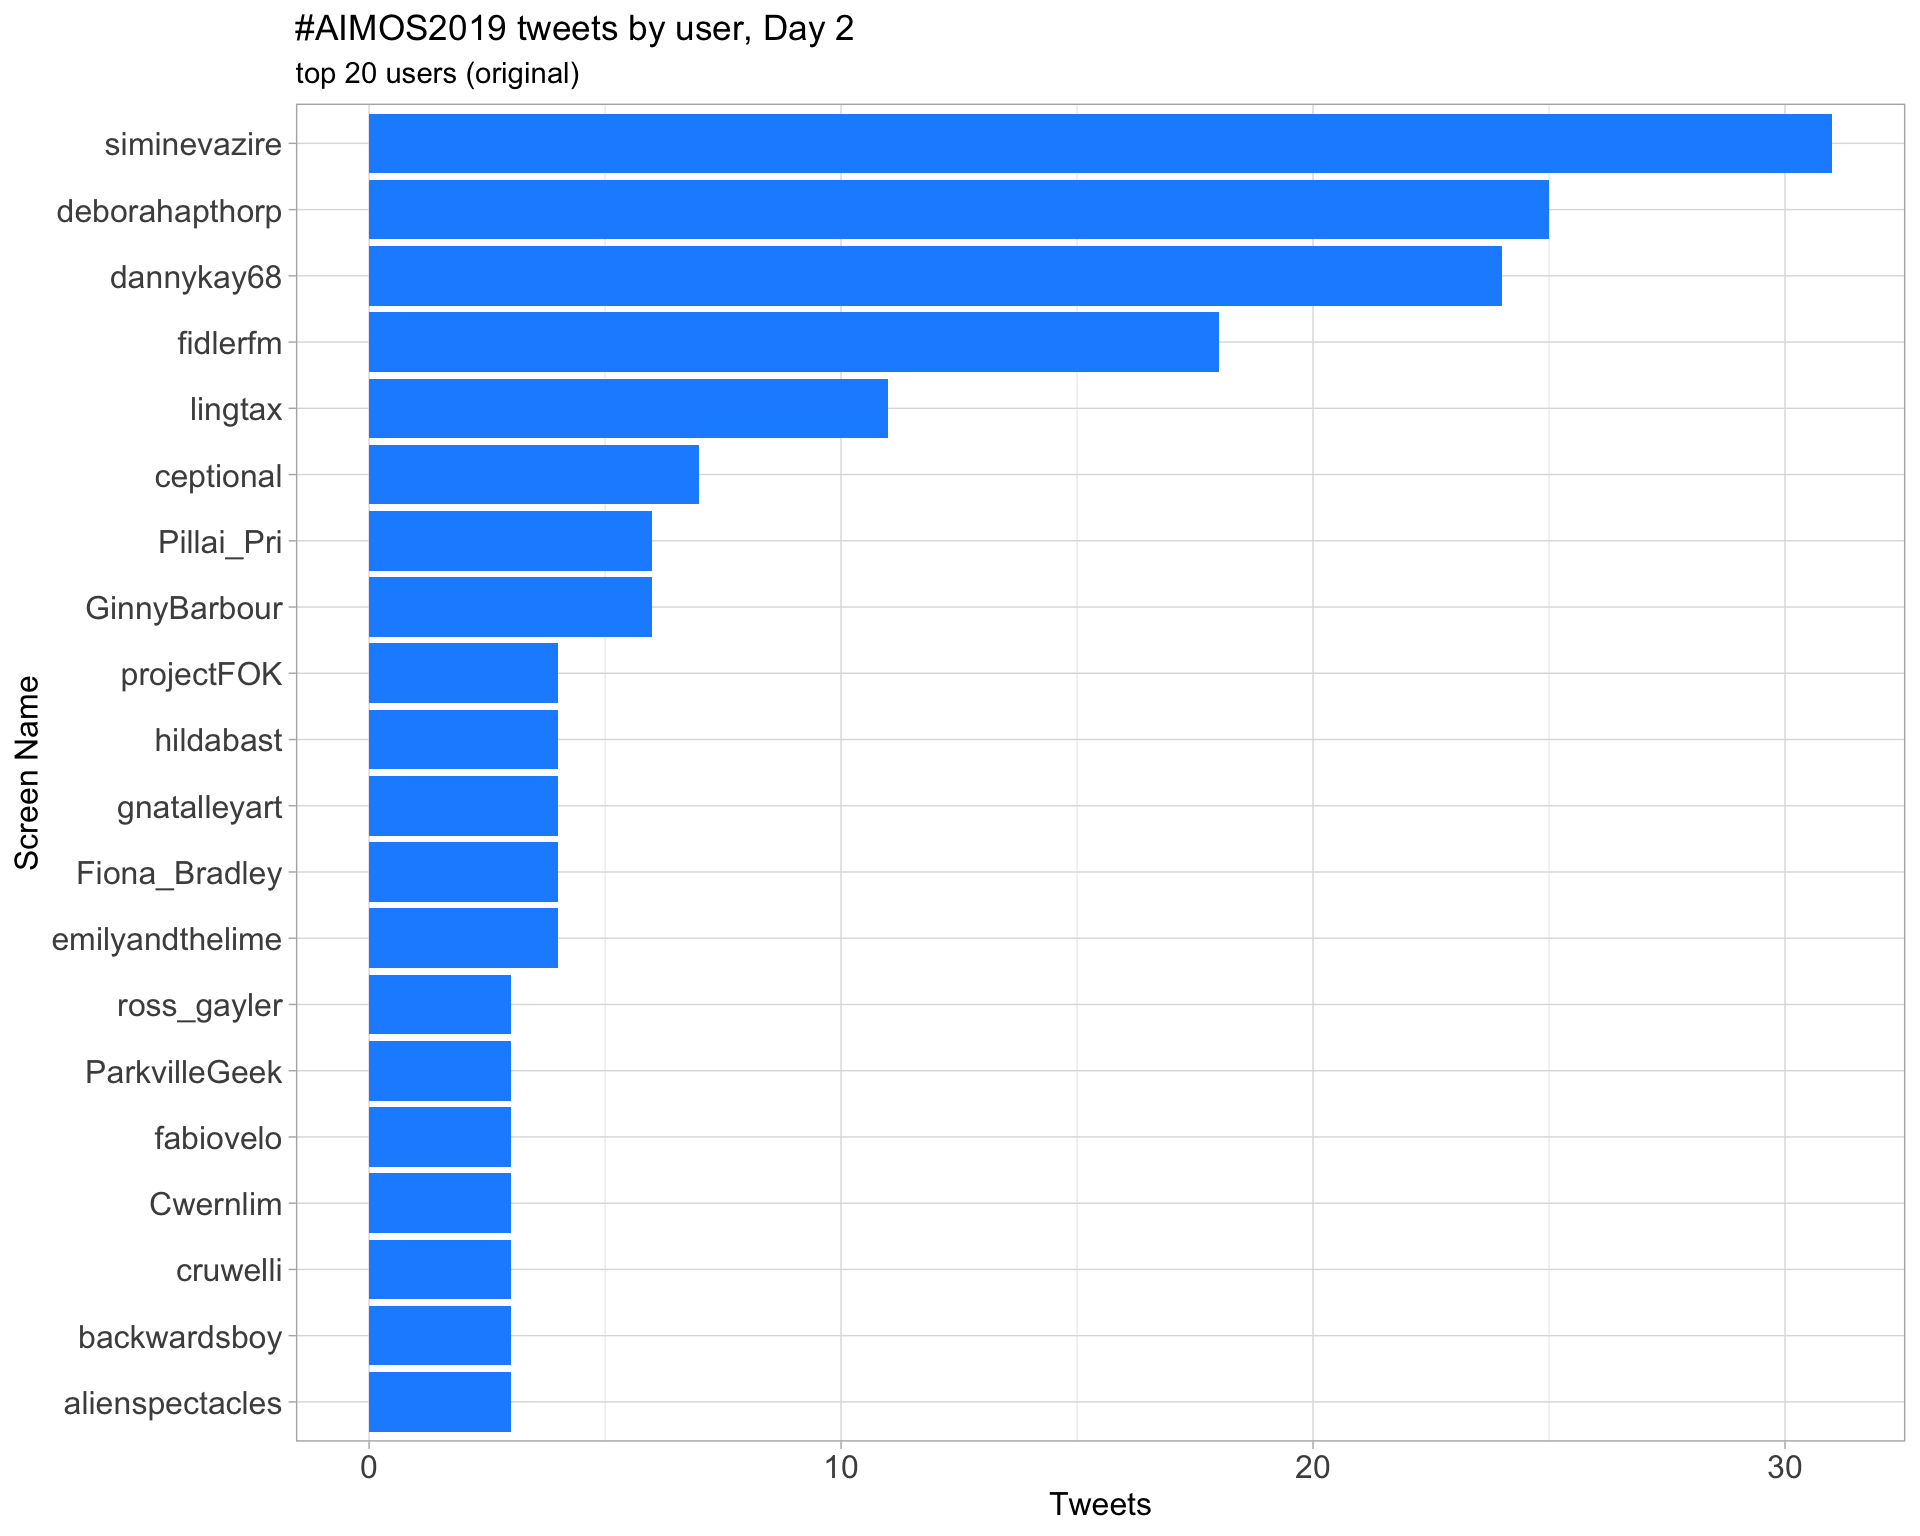 #AIMOS2019 tweets by user, Day 2
top 20 users (original)
siminevazire
deborahapthorp
dannykay68
fidlerfm
lingtax
ceptional
Pillai_Pri
GinnyBarbour
projectFOK
hildabast
gnatalleyart
Fiona_Bradley
emilyandthelime
ross_gayler
ParkvilleGeek
fabiovelo
Cwernlim
cruwelli
backwardsboy
alienspectacles
Screen Name
0 10 20 30
Tweets